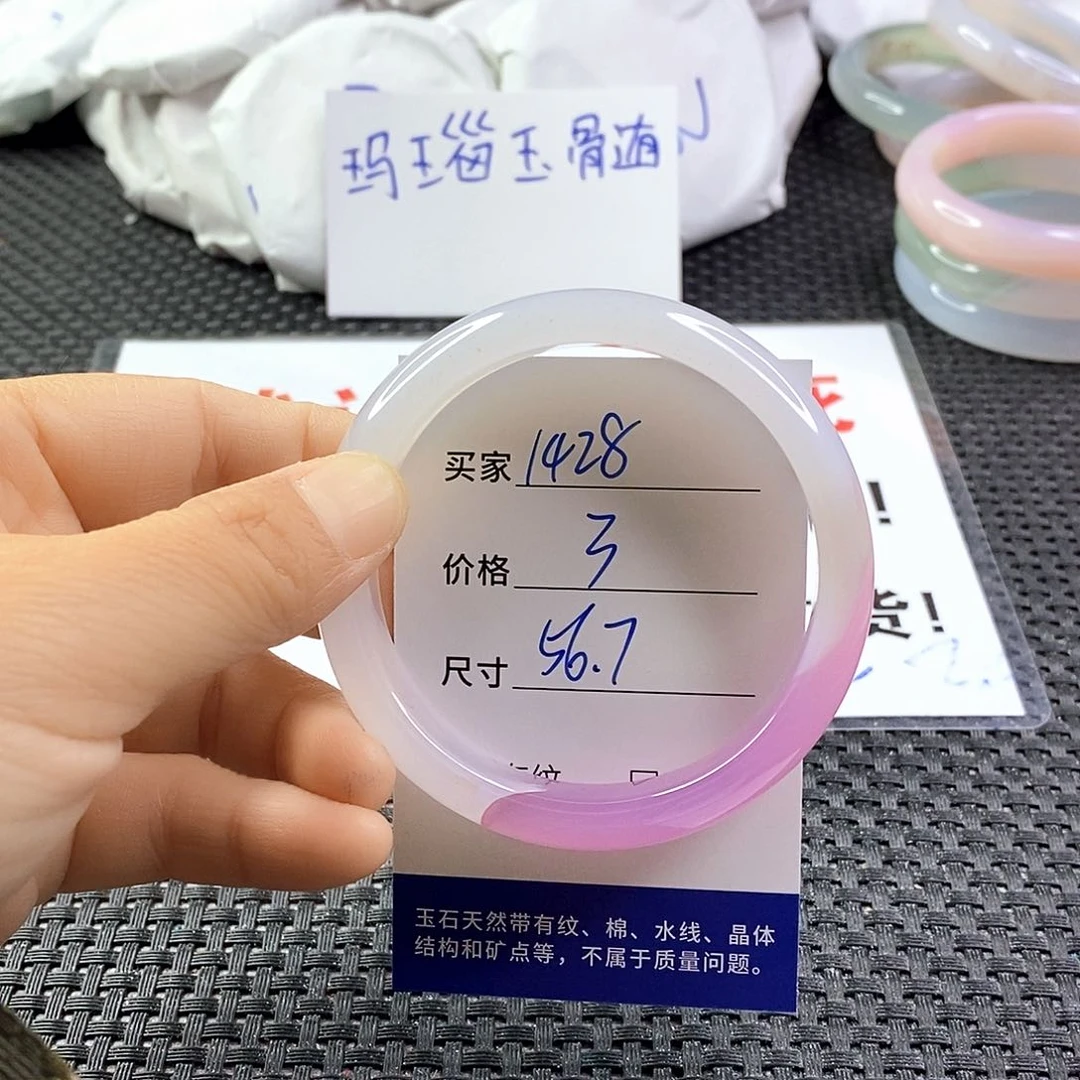 玛瑙玉骨髓
买家 1428
价格 3
尺寸 56.7
货!
玉石天然带有纹、棉、水线、晶体
结构和矿点等，不属于质量问题。